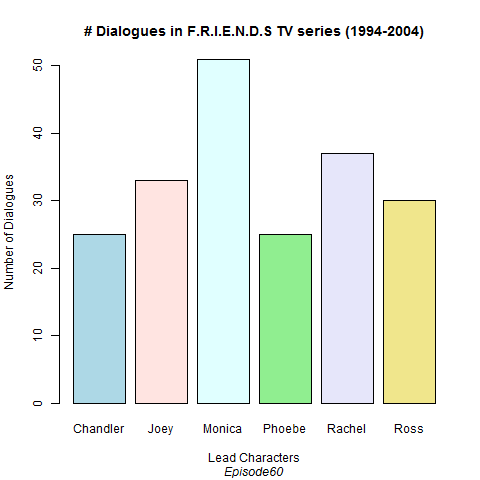 # Dialogues in F.R.I.E.N.D.S TV series (1994-2004)
Number of Dialogues
50
40
30
20
10
0
Chandler Joey Monica Phoebe Rachel Ross
Lead Characters
Episode60